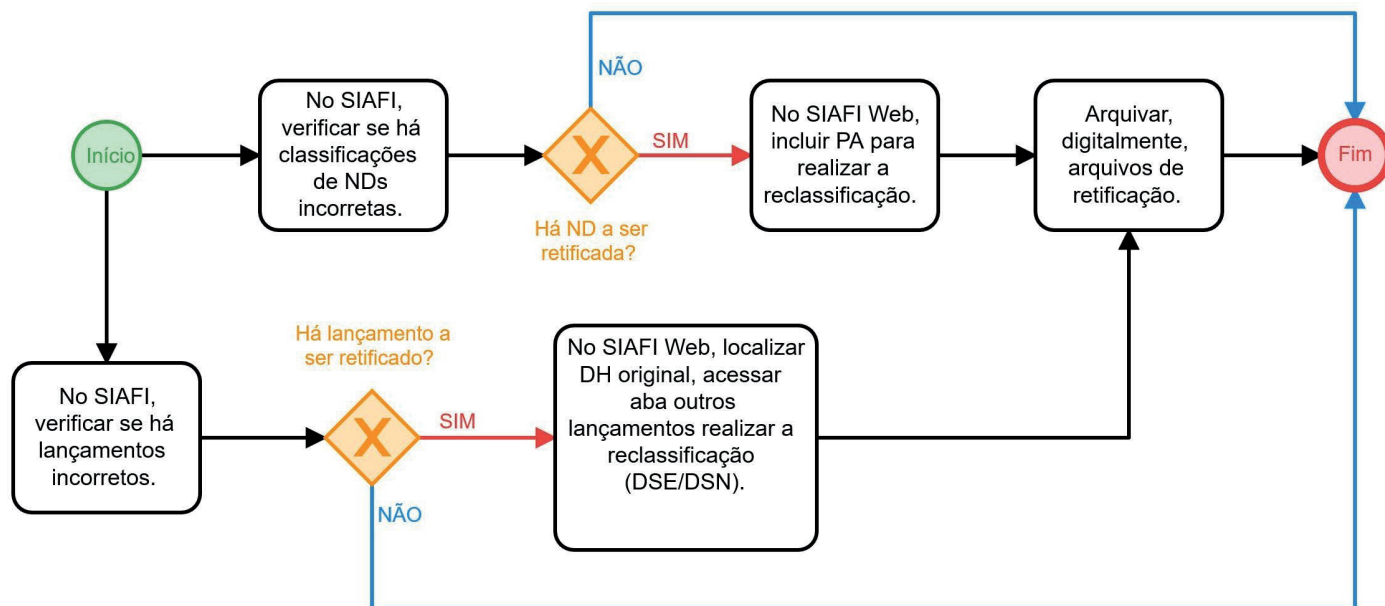 NÃO
No SIAFI,
verificar se há
classificações
de NDs
incorretas.
Início
SIM
No SIAFI Web,
incluir PA para
realizar a
reclassificação.
Arquivar,
digitalmente,
arquivos de
retificação.
Fim
Há ND a ser
retificada?
Há lançamento a
ser retificado?
No SIAFI,
verificar se há
lançamentos
incorretos.
SIM
No SIAFI Web, localizar
DH original, acessar
aba outros
lançamentos realizar a
reclassificação
(DSE/DSN).
NÃO